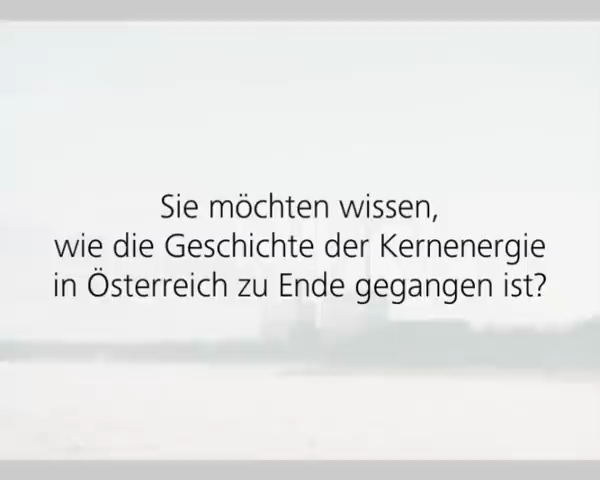 Sie möchten wissen,
wie die Geschichte der Kernenergie
in Österreich zu Ende gegangen ist?